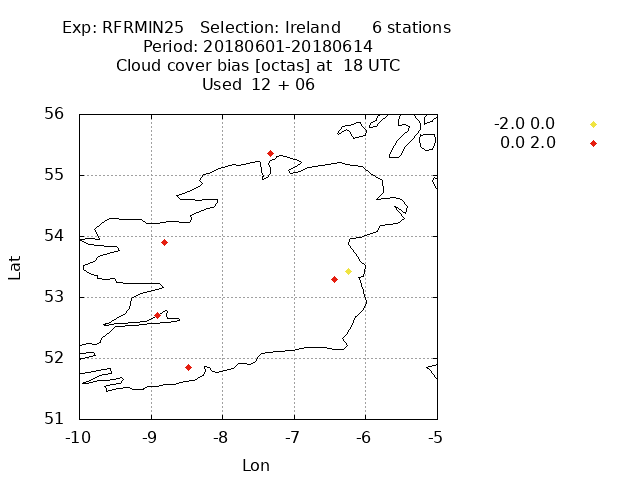 Exp: RFRMIN25   Selection: Ireland      6 stations
Period: 20180601-20180614
Cloud cover bias [octas] at  18 UTC
Used  12 + 06
-2.0 0.0
0.0 2.0
56
55
54
53
52
51
Lat
-10 -9 -8 -7 -6 -5
Lon